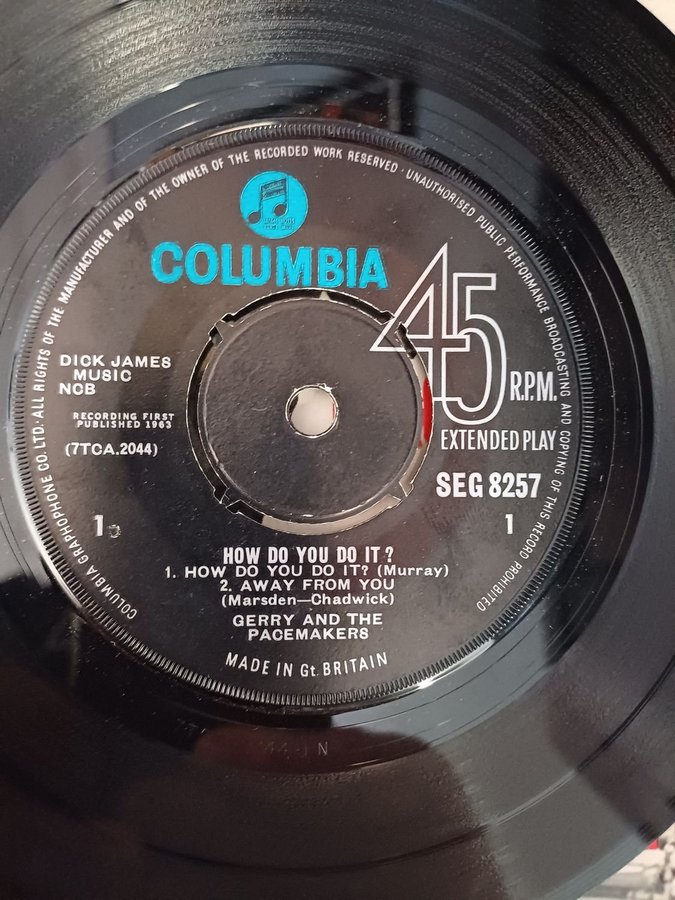 COLUMBIA GRAPHOPHONE CO. LTD · ALL RIGHTS OF THE MANUFACTURER AND OF THE OWNER OF THE RECORDED WORK RESERVED · UNAUTHORISED PUBLIC PERFORMANCE BROADCASTING AND COPYING OF THIS RECORD PROHIBITED
COLUMBIA
45
R.P.M.
EXTENDED PLAY
DICK JAMES
MUSIC
NCB
RECORDING FIRST
PUBLISHED 1963
(7TCA.2044)
SEG 8257
1
1
HOW DO YOU DO IT?
1. HOW DO YOU DO IT? (Murray)
2. AWAY FROM YOU
(Marsden—Chadwick)
GERRY AND THE
PACEMAKERS
MADE IN Gt. BRITAIN